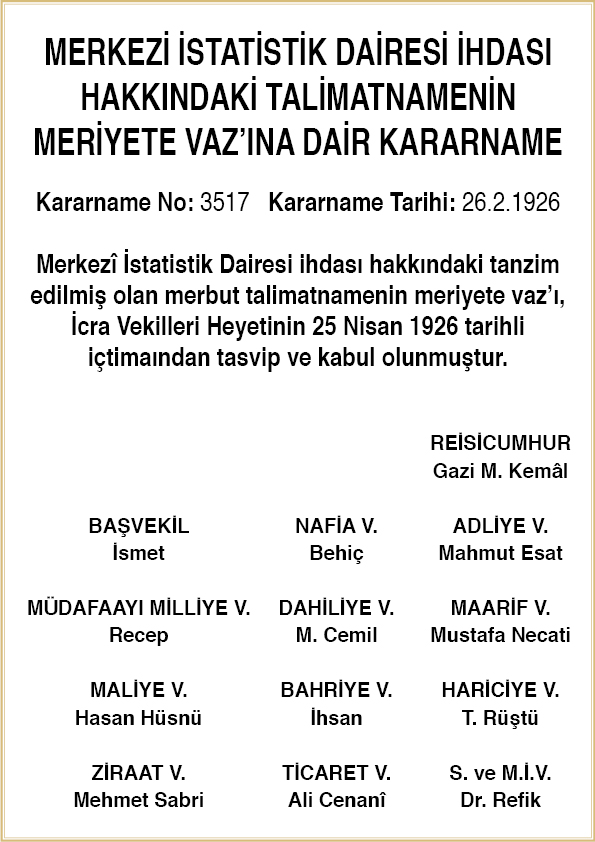 MERKEZİ İSTATİSTİK DAİRESİ İHDASI
HAKKINDAKİ TALİMATNAMENİN
MERİYETE VAZ’INA DAİR KARARNAME
Kararname No: 3517 Kararname Tarihi: 26.2.1926
Merkezî İstatistik Dairesi ihdası hakkındaki tanzim
edilmiş olan merbut talimatnamenin meriyete vaz’ı,
İcra Vekilleri Heyetinin 25 Nisan 1926 tarihli
içtimaından tasvip ve kabul olunmuştur.
REİSİCUMHUR
Gazi M. Kemâl
BAŞVEKİL NAFİA V. ADLİYE V.
İsmet Behiç Mahmut Esat
MÜDAFAAYI MİLLİYE V. DAHİLİYE V. MAARİF V.
Recep M. Cemil Mustafa Necati
MALİYE V. BAHRİYE V. HARİCİYE V.
Hasan Hüsnü İhsan T. Rüştü
ZİRAAT V. TİCARET V. S. ve M.İ.V.
Mehmet Sabri Ali Cenanî Dr. Refik